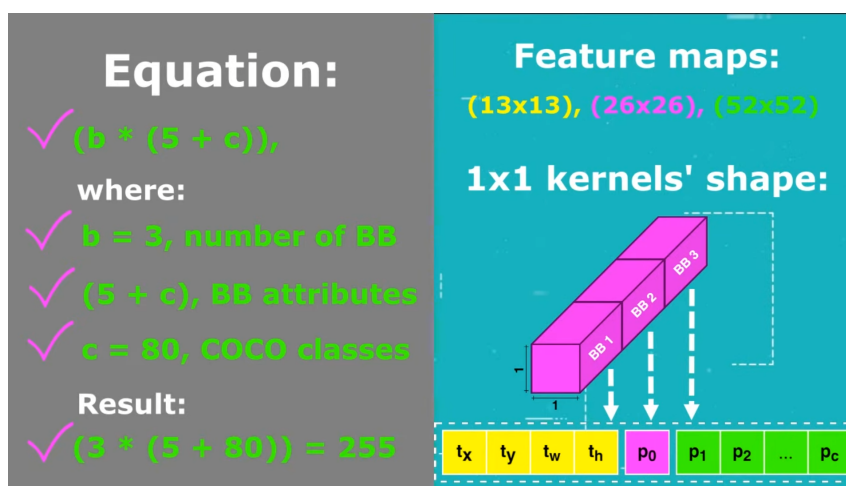 Equation:
(b * (5 + c)),
where:
b = 3, number of BB
(5 + c), BB attributes
c = 80, COCO classes
Result:
(3 * (5 + 80)) = 255
Feature maps:
(13x13), (26x26), (52x52)
1x1 kernels' shape:
BB 3
BB 2
BB 1
1
1
tx ty tw th p0 p1 p2 ... pc